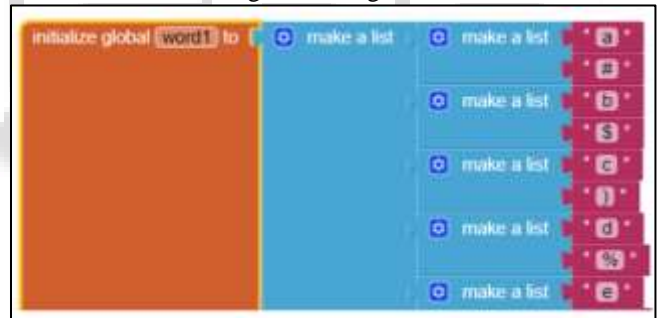 initialize global word1 to make a list make a list " a "
" # "
make a list " b "
" $ "
make a list " c "
" ) "
make a list " d "
" % "
make a list " e "